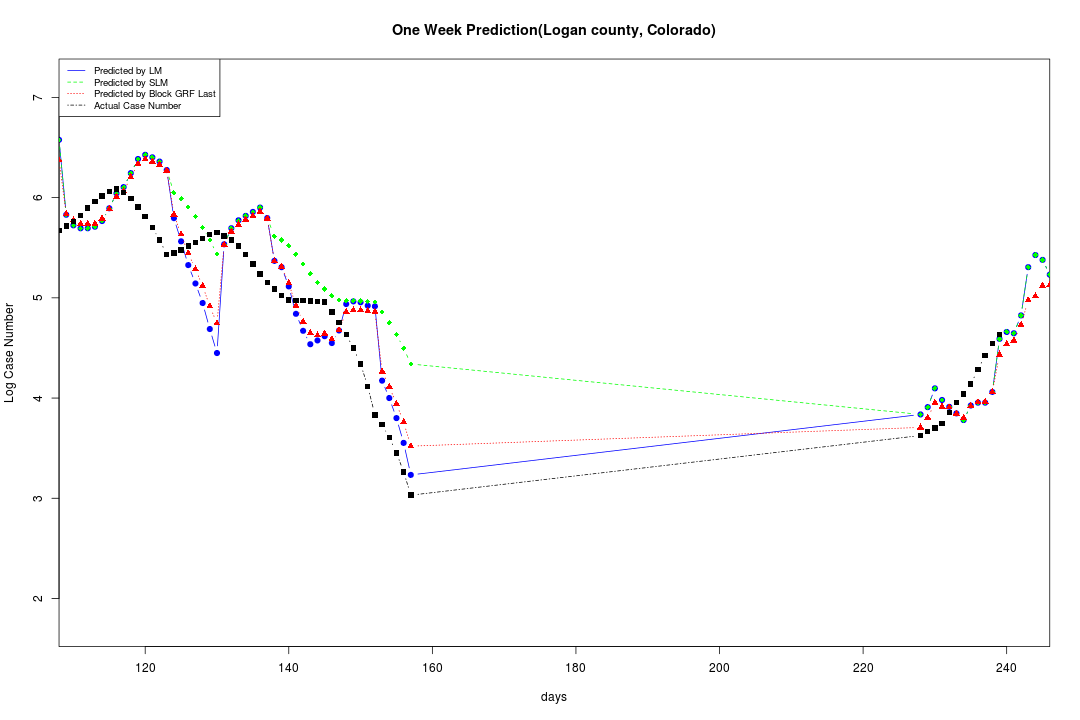 One Week Prediction(Logan county, Colorado)
Predicted by LM
Predicted by SLM
Predicted by Block GRF Last
Actual Case Number
7
6
5
4
3
2
Log Case Number
120 140 160 180 200 220 240
days